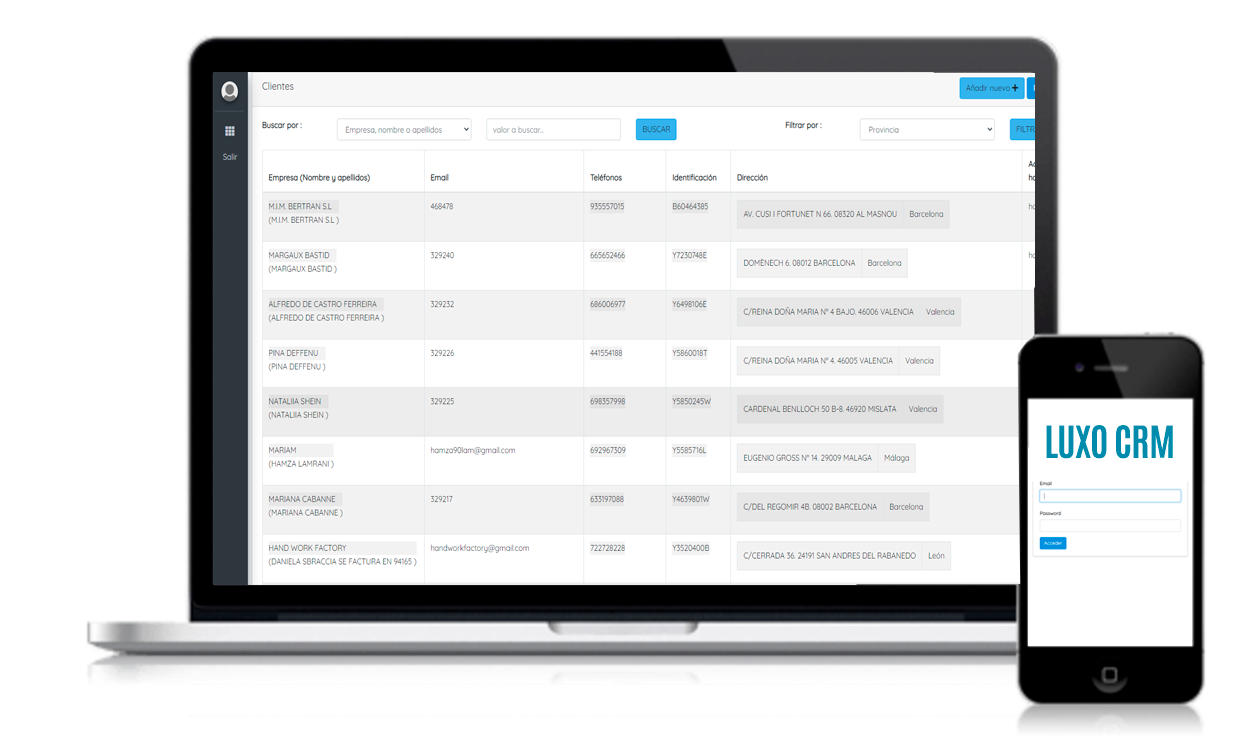 Clientes
Añadir nuevo +
Salir
Buscar por :
Empresa, nombre o apellidos
valor a buscar..
BUSCAR
Filtrar por :
Provincia
Empresa (Nombre y apellidos)
Email
Teléfonos
Identificación
Dirección
M.I.M. BERTRAN S.L
(M.I.M. BERTRAN S.L )
468478
935557015
B60464385
AV. CUSI I FORTUNET N 66. 08320 AL MASNOU
Barcelona
MARGAUX BASTID
(MARGAUX BASTID )
329240
665652466
Y7230748E
DOMÈNECH 6. 08012 BARCELONA
Barcelona
ALFREDO DE CASTRO FERREIRA
(ALFREDO DE CASTRO FERREIRA )
329232
686006977
Y6498106E
C/REINA DOÑA MARIA Nº 4 BAJO. 46006 VALENCIA
Valencia
PINA DEFFENU
(PINA DEFFENU )
329226
441554188
Y5860018T
C/REINA DOÑA MARIA Nº 4. 46005 VALENCIA
Valencia
NATALIIA SHEIN
(NATALIIA SHEIN )
329225
698357998
Y5850245W
CARDENAL BENLLOCH 50 B-8. 46920 MISLATA
Valencia
MARIAM
(HAMZA LAMRANI )
hamza90lam@gmail.com
692967309
Y5585716L
EUGENIO GROSS Nº 14. 29009 MALAGA
Málaga
MARIANA CABANNE
(MARIANA CABANNE )
329217
633197088
Y4639801W
C/DEL REGOMIR 4B. 08002 BARCELONA
Barcelona
HAND WORK FACTORY
(DANIELA SBRACCIA SE FACTURA EN 94165 )
handworkfactory@gmail.com
722728228
Y3520400B
C/CERRADA 36. 24191 SAN ANDRES DEL RABANEDO
León
LUXO CRM
Email
Password
Acceder